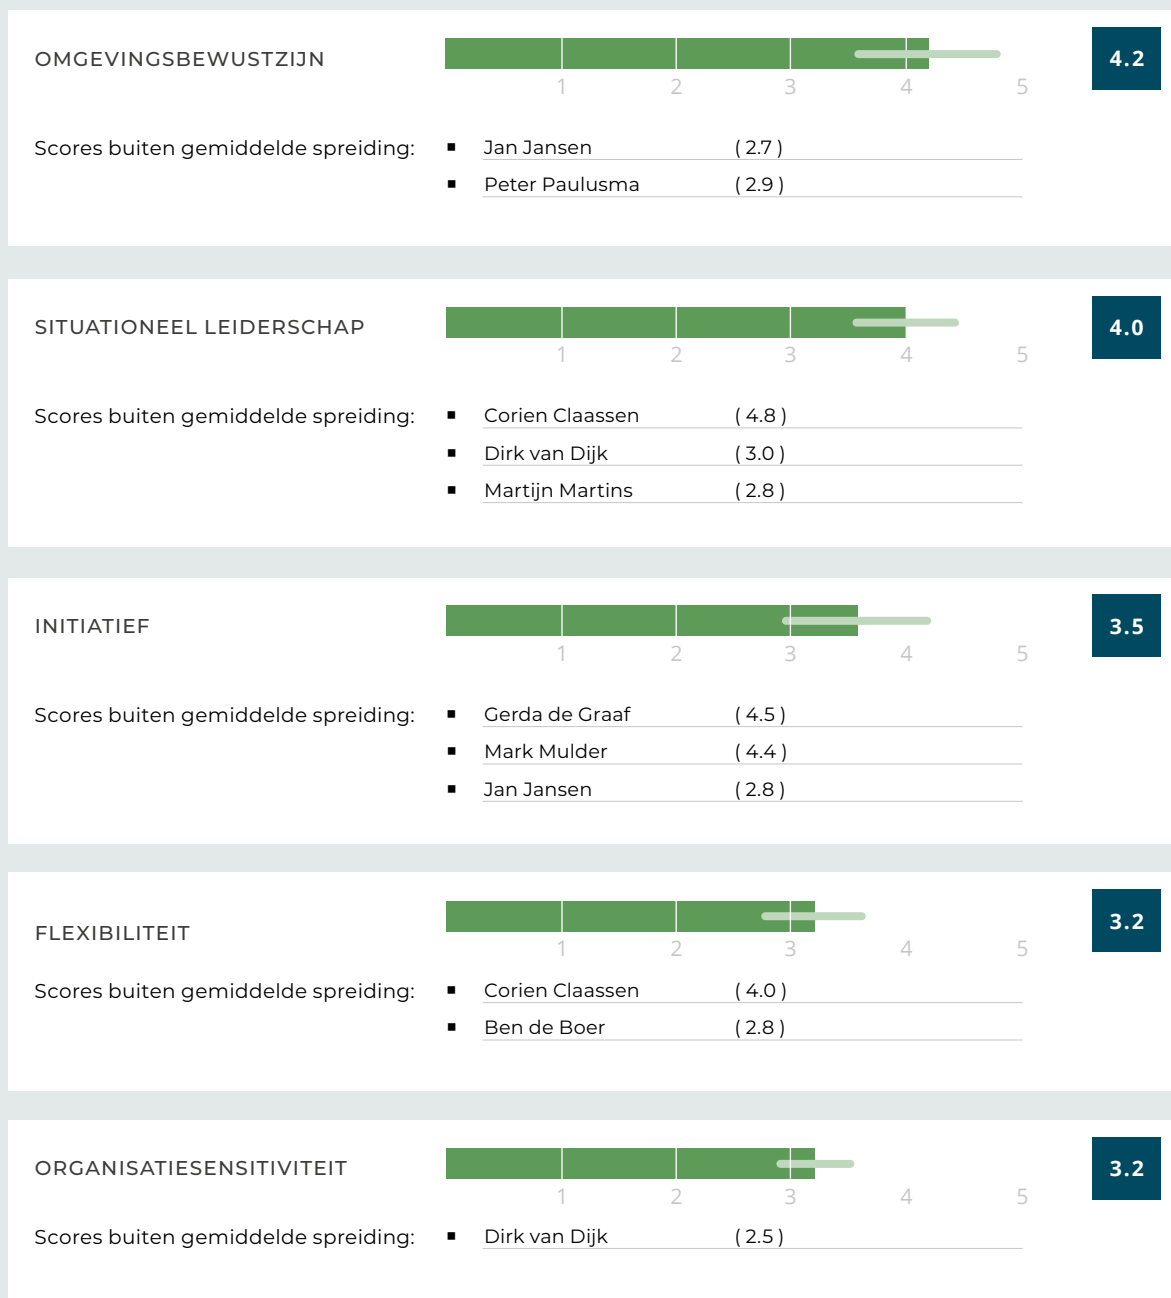 OMGEVINGSBEWUSTZIJN 4.2
1 2 3 4 5
Scores buiten gemiddelde spreiding: ▪ Jan Jansen ( 2.7 )
▪ Peter Paulusma ( 2.9 )
SITUATIONEEL LEIDERSCHAP 4.0
1 2 3 4 5
Scores buiten gemiddelde spreiding: ▪ Corien Claassen ( 4.8 )
▪ Dirk van Dijk ( 3.0 )
▪ Martijn Martins ( 2.8 )
INITIATIEF 3.5
1 2 3 4 5
Scores buiten gemiddelde spreiding: ▪ Gerda de Graaf ( 4.5 )
▪ Mark Mulder ( 4.4 )
▪ Jan Jansen ( 2.8 )
FLEXIBILITEIT 3.2
1 2 3 4 5
Scores buiten gemiddelde spreiding: ▪ Corien Claassen ( 4.0 )
▪ Ben de Boer ( 2.8 )
ORGANISATIESENSITIVITEIT 3.2
1 2 3 4 5
Scores buiten gemiddelde spreiding: ▪ Dirk van Dijk ( 2.5 )